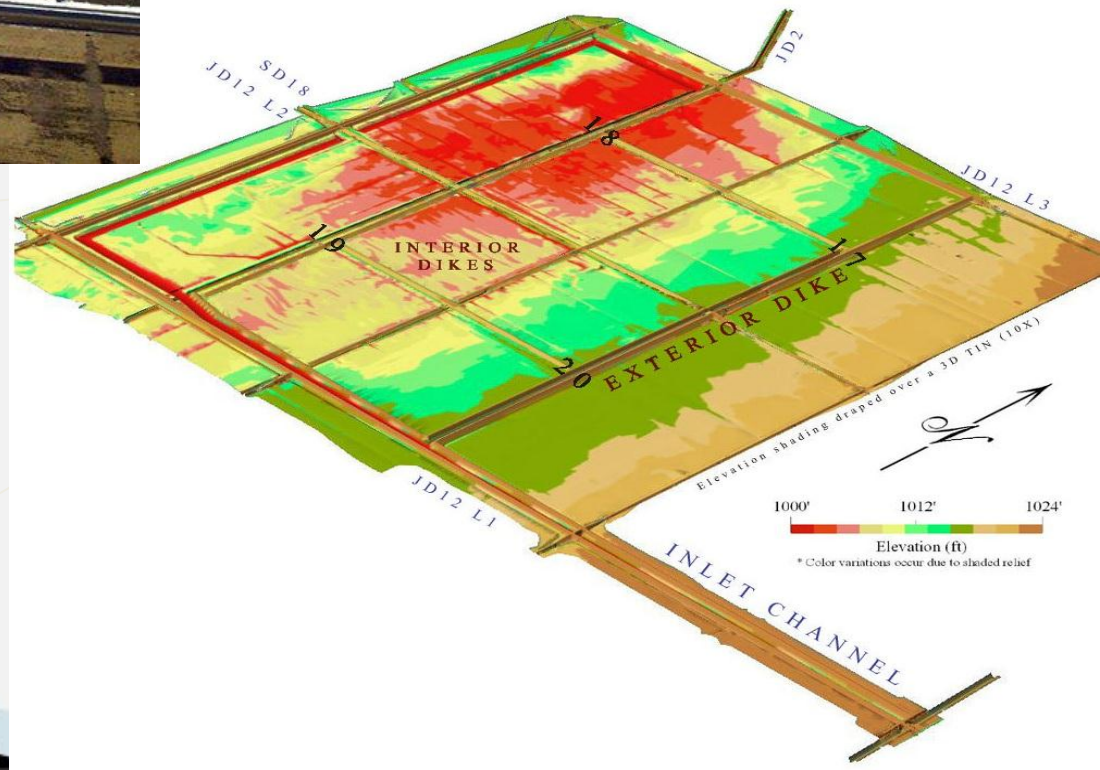 JD2
SD18
JD12 L2
18
JD12 L3
19
INTERIOR
DIKES
17
EXTERIOR DIKE
20
Elevation shading draped over a 3D TIN (10X)
N
JD12 L1
1000' 1012' 1024'
Elevation (ft)
* Color variations occur due to shaded relief
INLET CHANNEL